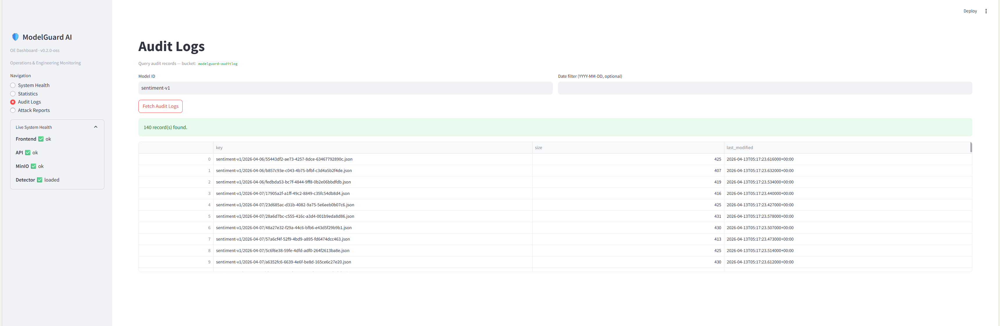 Deploy
ModelGuard AI
OE Dashboard · v0.2.0-oss
Operations & Engineering Monitoring
Navigation
System Health
Statistics
Audit Logs
Attack Reports
Live System Health
Frontend ✅ ok
API ✅ ok
MinIO ✅ ok
Detector ✅ loaded
Audit Logs
Query audit records — bucket: modelguard-auditlog
Model ID
sentiment-v1
Date filter (YYYY-MM-DD, optional)
Fetch Audit Logs
140 record(s) found.
key size last_modified
0 sentiment-v1/2026-04-06/55443df2-ae73-4257-8dce-63467792890c.json 425 2026-04-13T05:17:23.616000+00:00
1 sentiment-v1/2026-04-06/b857c93e-c043-4b75-bfbf-c3d4a5b2f4de.json 407 2026-04-13T05:17:23.632000+00:00
2 sentiment-v1/2026-04-06/fedbda53-bc7f-4844-9ff8-0b2e06bbdfdb.json 419 2026-04-13T05:17:23.534000+00:00
3 sentiment-v1/2026-04-07/17905a2f-a1ff-49c2-8849-c35fc54db8d4.json 416 2026-04-13T05:17:23.440000+00:00
4 sentiment-v1/2026-04-07/23d685ac-d31b-4082-9a75-5e6eeb0b07c6.json 425 2026-04-13T05:17:23.427000+00:00
5 sentiment-v1/2026-04-07/28a6d7bc-c555-416c-a3d4-001b9eda8d86.json 431 2026-04-13T05:17:23.578000+00:00
6 sentiment-v1/2026-04-07/48a27e32-f29a-44c6-bfb6-e43d5f29b9b1.json 430 2026-04-13T05:17:23.507000+00:00
7 sentiment-v1/2026-04-07/57a6cf4f-52f9-4bd9-a895-fd6474dcc463.json 413 2026-04-13T05:17:23.473000+00:00
8 sentiment-v1/2026-04-07/5c6f6e38-59fe-4dfd-adf0-264f2613ba8e.json 425 2026-04-13T05:17:23.514000+00:00
9 sentiment-v1/2026-04-07/a6352fc6-6639-4e6f-be8d-165ce6c27e20.json 430 2026-04-13T05:17:23.612000+00:00